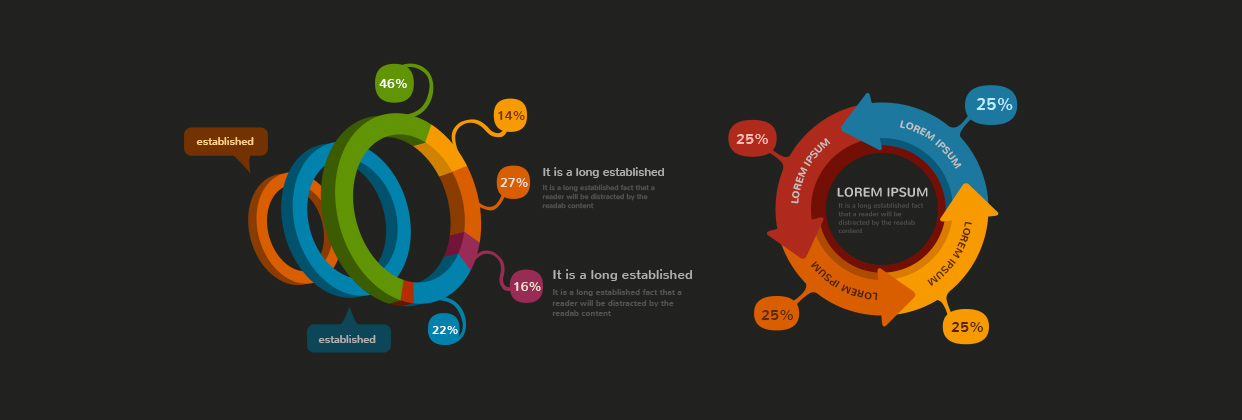 46%
14%
established
27%
It is a long established
It is a long established fact that a
reader will be distracted by the
readab content
16%
It is a long established
It is a long established fact that a
reader will be distracted by the
readab content
22%
established
25%
25%
LOREM IPSUM
LOREM IPSUM
LOREM IPSUM
It is a long established fact
that a reader will be
distracted by the readab
content
LOREM IPSUM
LOREM IPSUM
25%
25%